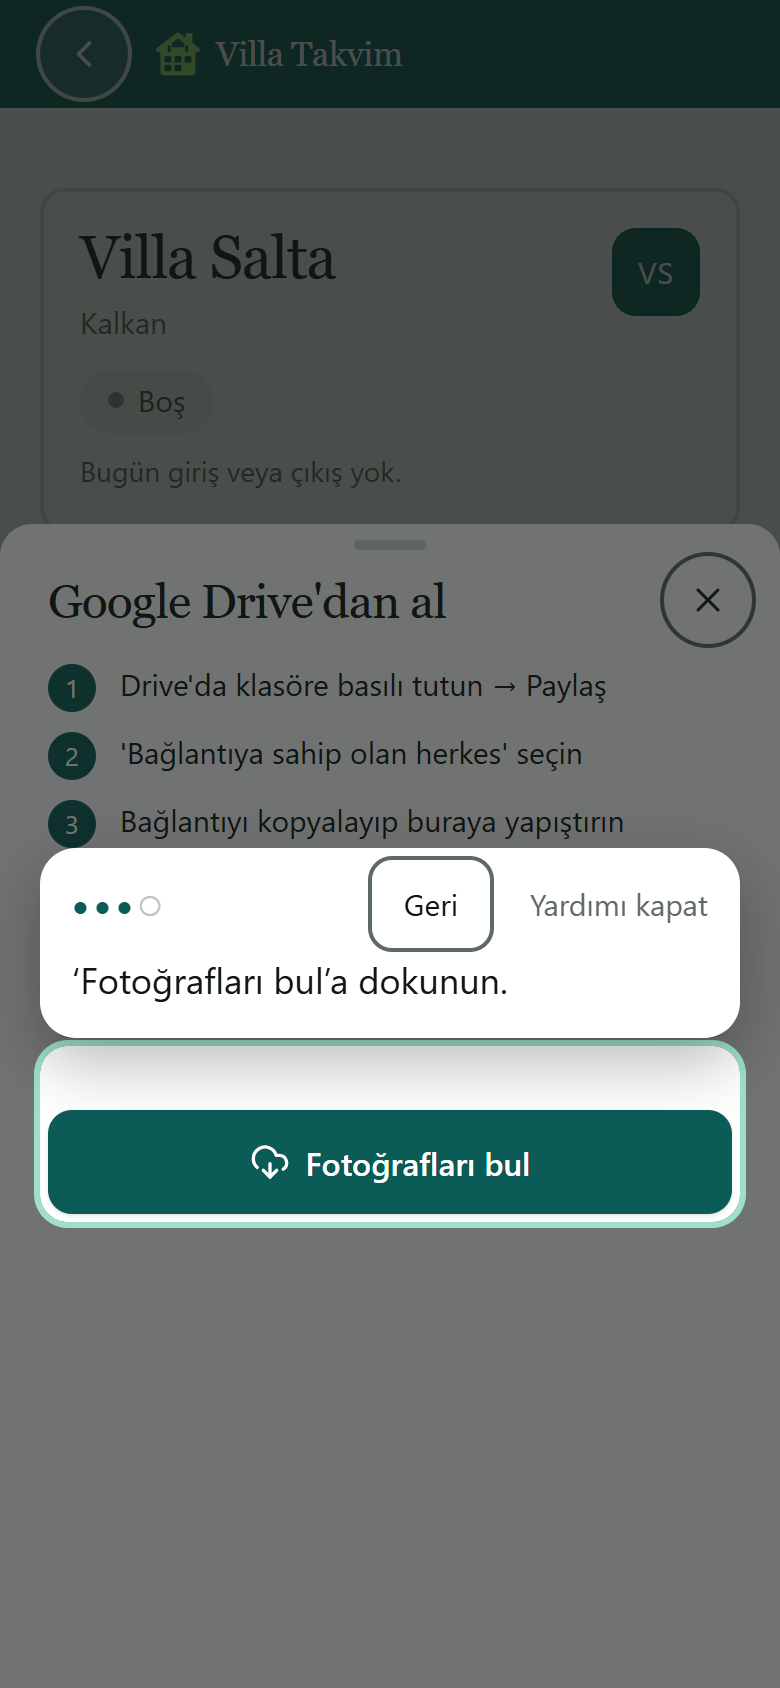 Villa Takvim
Villa Salta
VS
Kalkan
Boş
Bugün giriş veya çıkış yok.
Google Drive'dan al
1 Drive'da klasöre basılı tutun → Paylaş
2 'Bağlantıya sahip olan herkes' seçin
3 Bağlantıyı kopyalayıp buraya yapıştırın
Geri
Yardımı kapat
‘Fotoğrafları bul’a dokunun.
Fotoğrafları bul